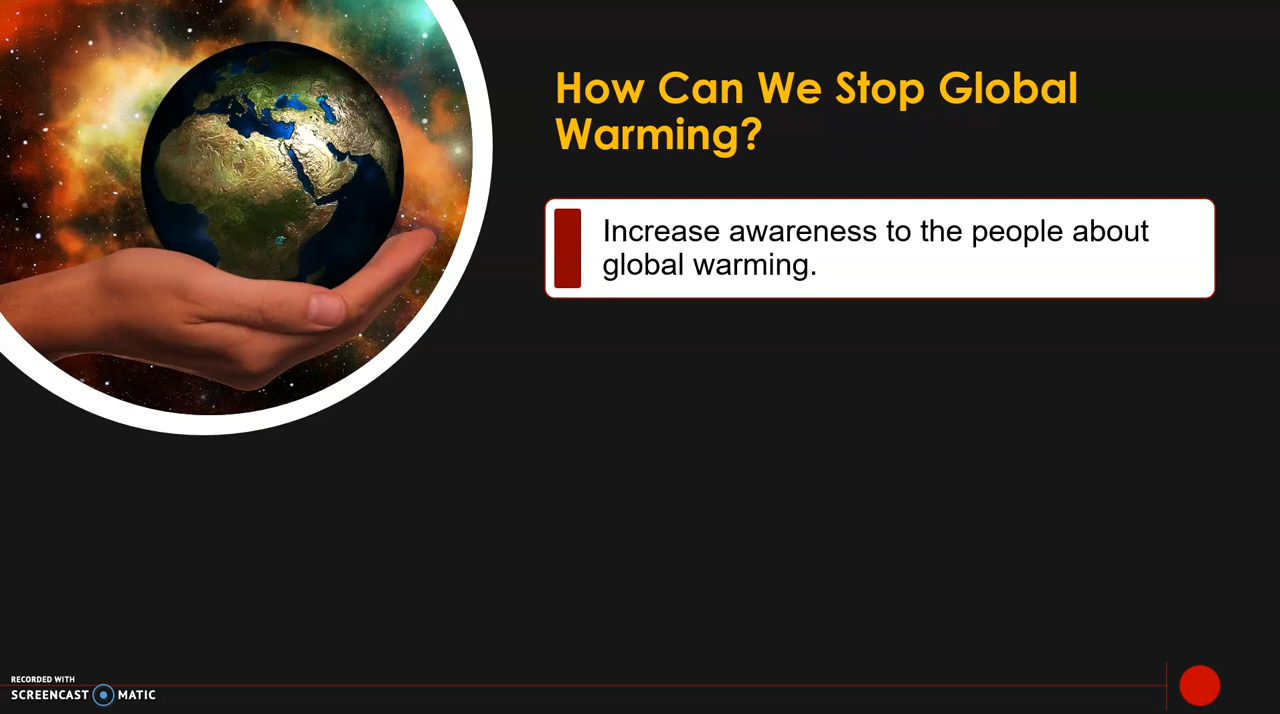 How Can We Stop Global
Warming?
Increase awareness to the people about
global warming.
RECORDED WITH
SCREENCAST MATIC